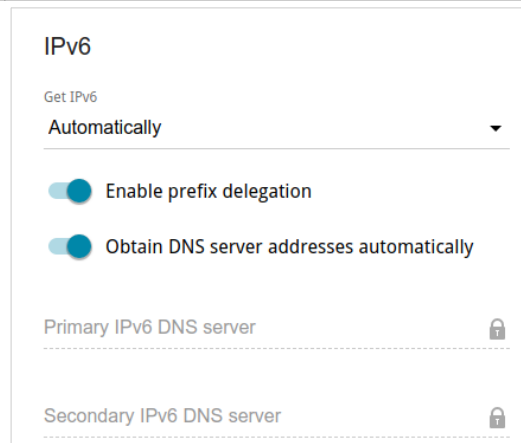 IPv6
Get IPv6
Automatically
Enable prefix delegation
Obtain DNS server addresses automatically
Primary IPv6 DNS server
Secondary IPv6 DNS server